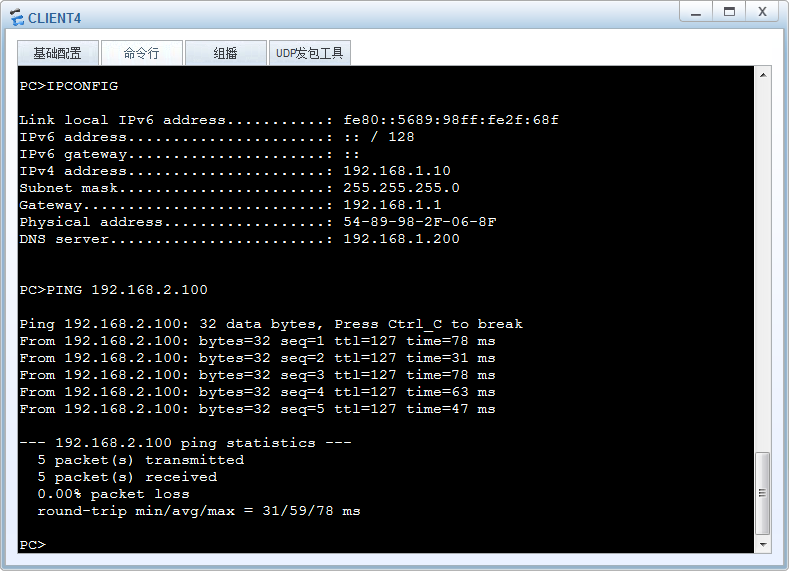 CLIENT4
X
基础配置 命令行 组播 UDP发包工具
PC>IPCONFIG
Link local IPv6 address...........: fe80::5689:98ff:fe2f:68f
IPv6 address......................: :: / 128
IPv6 gateway......................: ::
IPv4 address......................: 192.168.1.10
Subnet mask.......................: 255.255.255.0
Gateway...........................: 192.168.1.1
Physical address..................: 54-89-98-2F-06-8F
DNS server........................: 192.168.1.200
PC>PING 192.168.2.100
Ping 192.168.2.100: 32 data bytes, Press Ctrl_C to break
From 192.168.2.100: bytes=32 seq=1 ttl=127 time=78 ms
From 192.168.2.100: bytes=32 seq=2 ttl=127 time=31 ms
From 192.168.2.100: bytes=32 seq=3 ttl=127 time=78 ms
From 192.168.2.100: bytes=32 seq=4 ttl=127 time=63 ms
From 192.168.2.100: bytes=32 seq=5 ttl=127 time=47 ms
--- 192.168.2.100 ping statistics ---
5 packet(s) transmitted
5 packet(s) received
0.00% packet loss
round-trip min/avg/max = 31/59/78 ms
PC>